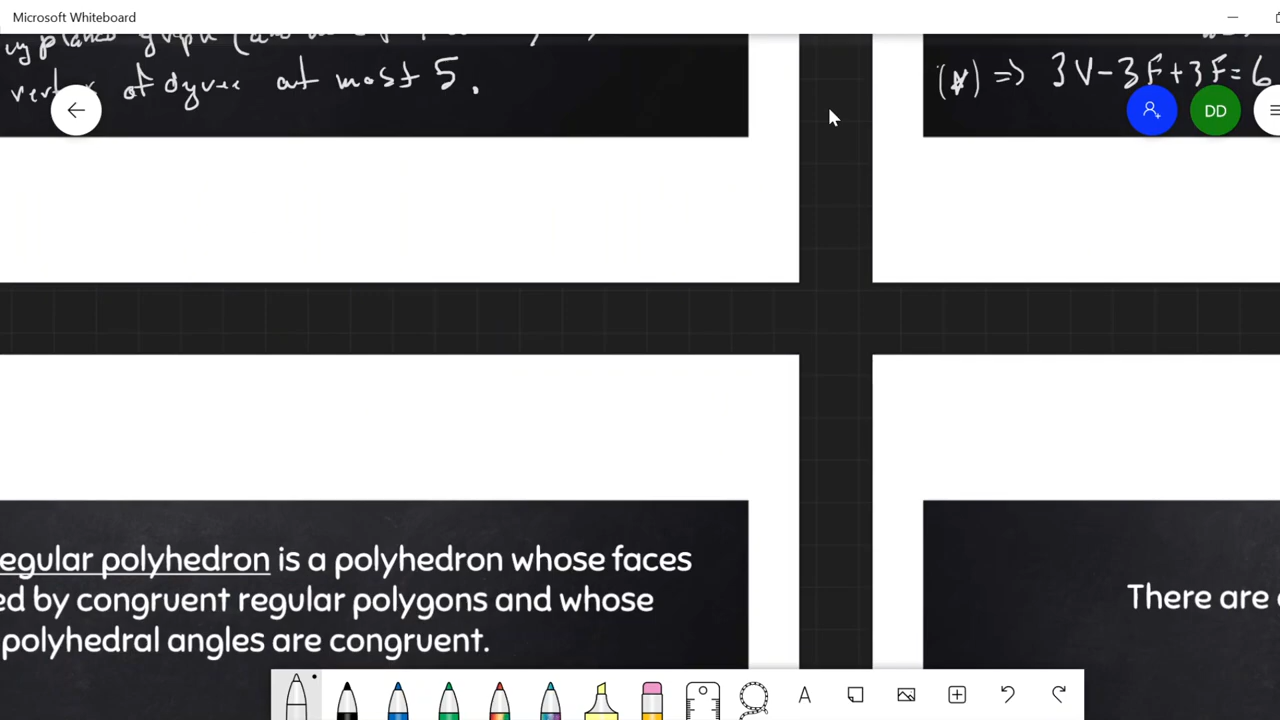 Microsoft Whiteboard
of degree at most 5.
(*) => 3V-3F+3F=6
DD
egular polyhedron is a polyhedron whose faces
ed by congruent regular polygons and whose
polyhedral angles are congruent.
There are
A